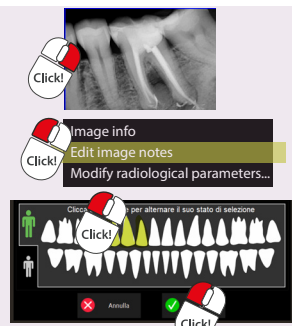 Click!
Image info
Edit image notes
Click!
Modify radiological parameters...
Clicca e per alternare il suo stato di selezione
Click!
Annulla
Click!